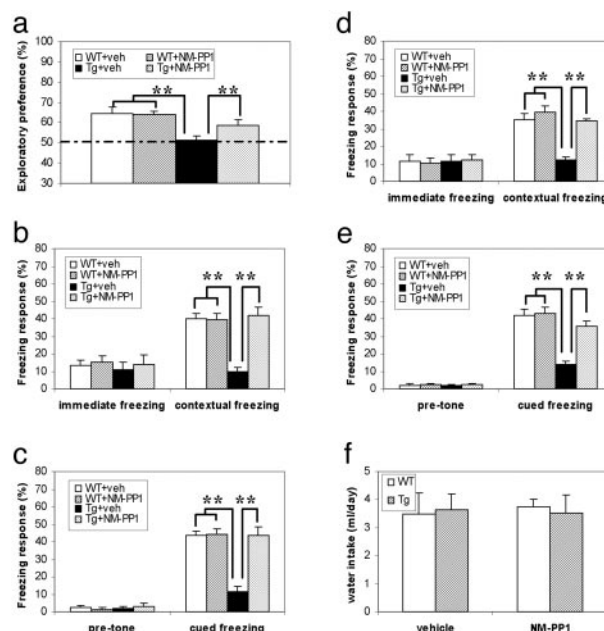 a
Exploratory preference (%)
100
90
80
70
60
50
40
30
WT+veh
WT+NM-PP1
Tg+veh
Tg+NM-PP1
**
**
b
Freezing response (%)
80
70
60
50
40
30
20
10
0
WT+veh
WT+NM-PP1
Tg+veh
Tg+NM-PP1
**
**
immediate freezing
contextual freezing
c
Freezing response (%)
80
70
60
50
40
30
20
10
0
WT+veh
WT+NM-PP1
Tg+veh
Tg+NM-PP1
**
**
pre-tone
cued freezing
d
Freezing response (%)
80
70
60
50
40
30
20
10
0
WT+veh
WT+NM-PP1
Tg+veh
Tg+NM-PP1
**
**
immediate freezing
contextual freezing
e
Freezing response (%)
80
70
60
50
40
30
20
10
0
WT+veh
WT+NM-PP1
Tg+veh
Tg+NM-PP1
**
**
pre-tone
cued freezing
f
water intake (ml/day)
5
4
3
2
1
0
WT
Tg
vehicle
NM-PP1